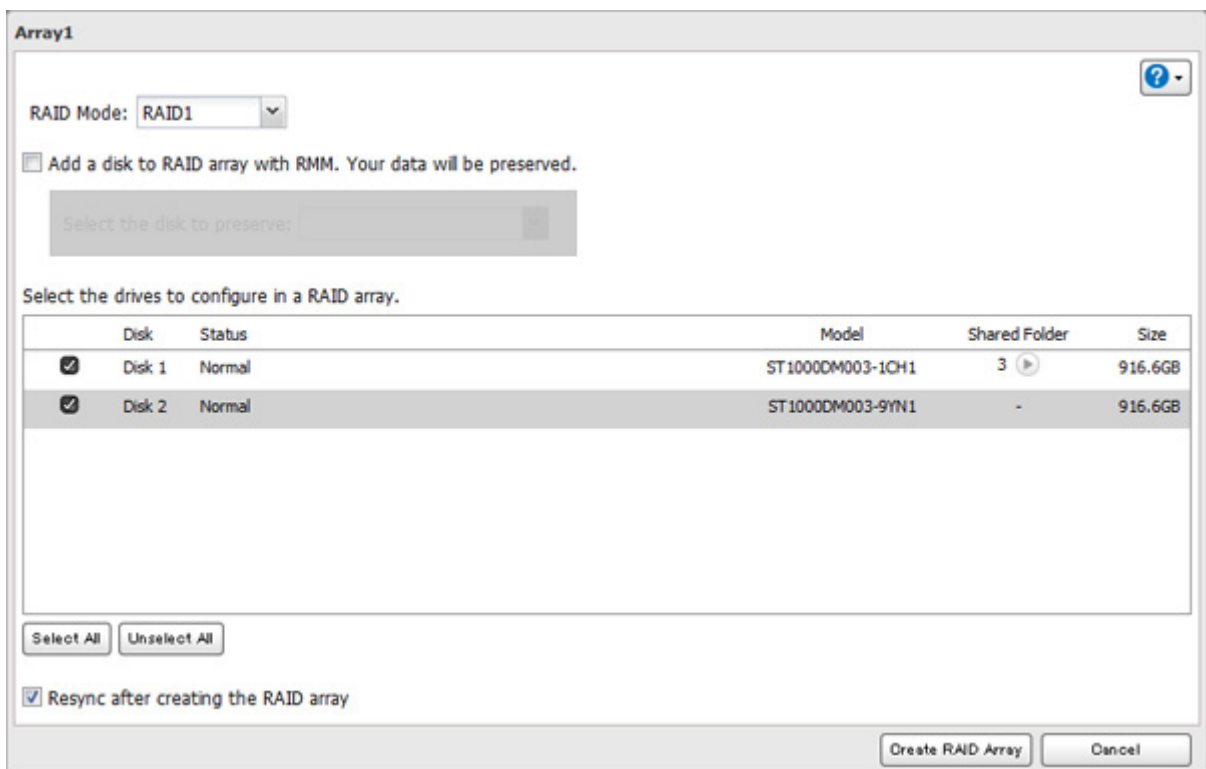 Array1
?
RAID Mode: RAID1
Add a disk to RAID array with RMM. Your data will be preserved.
Select the disk to preserve:
Select the drives to configure in a RAID array.
Disk Status Model Shared Folder Size
Disk 1 Normal ST1000DM003-1CH1 3 916.6GB
Disk 2 Normal ST1000DM003-9YN1 - 916.6GB
Select All Unselect All
Resync after creating the RAID array
Create RAID Array Cancel